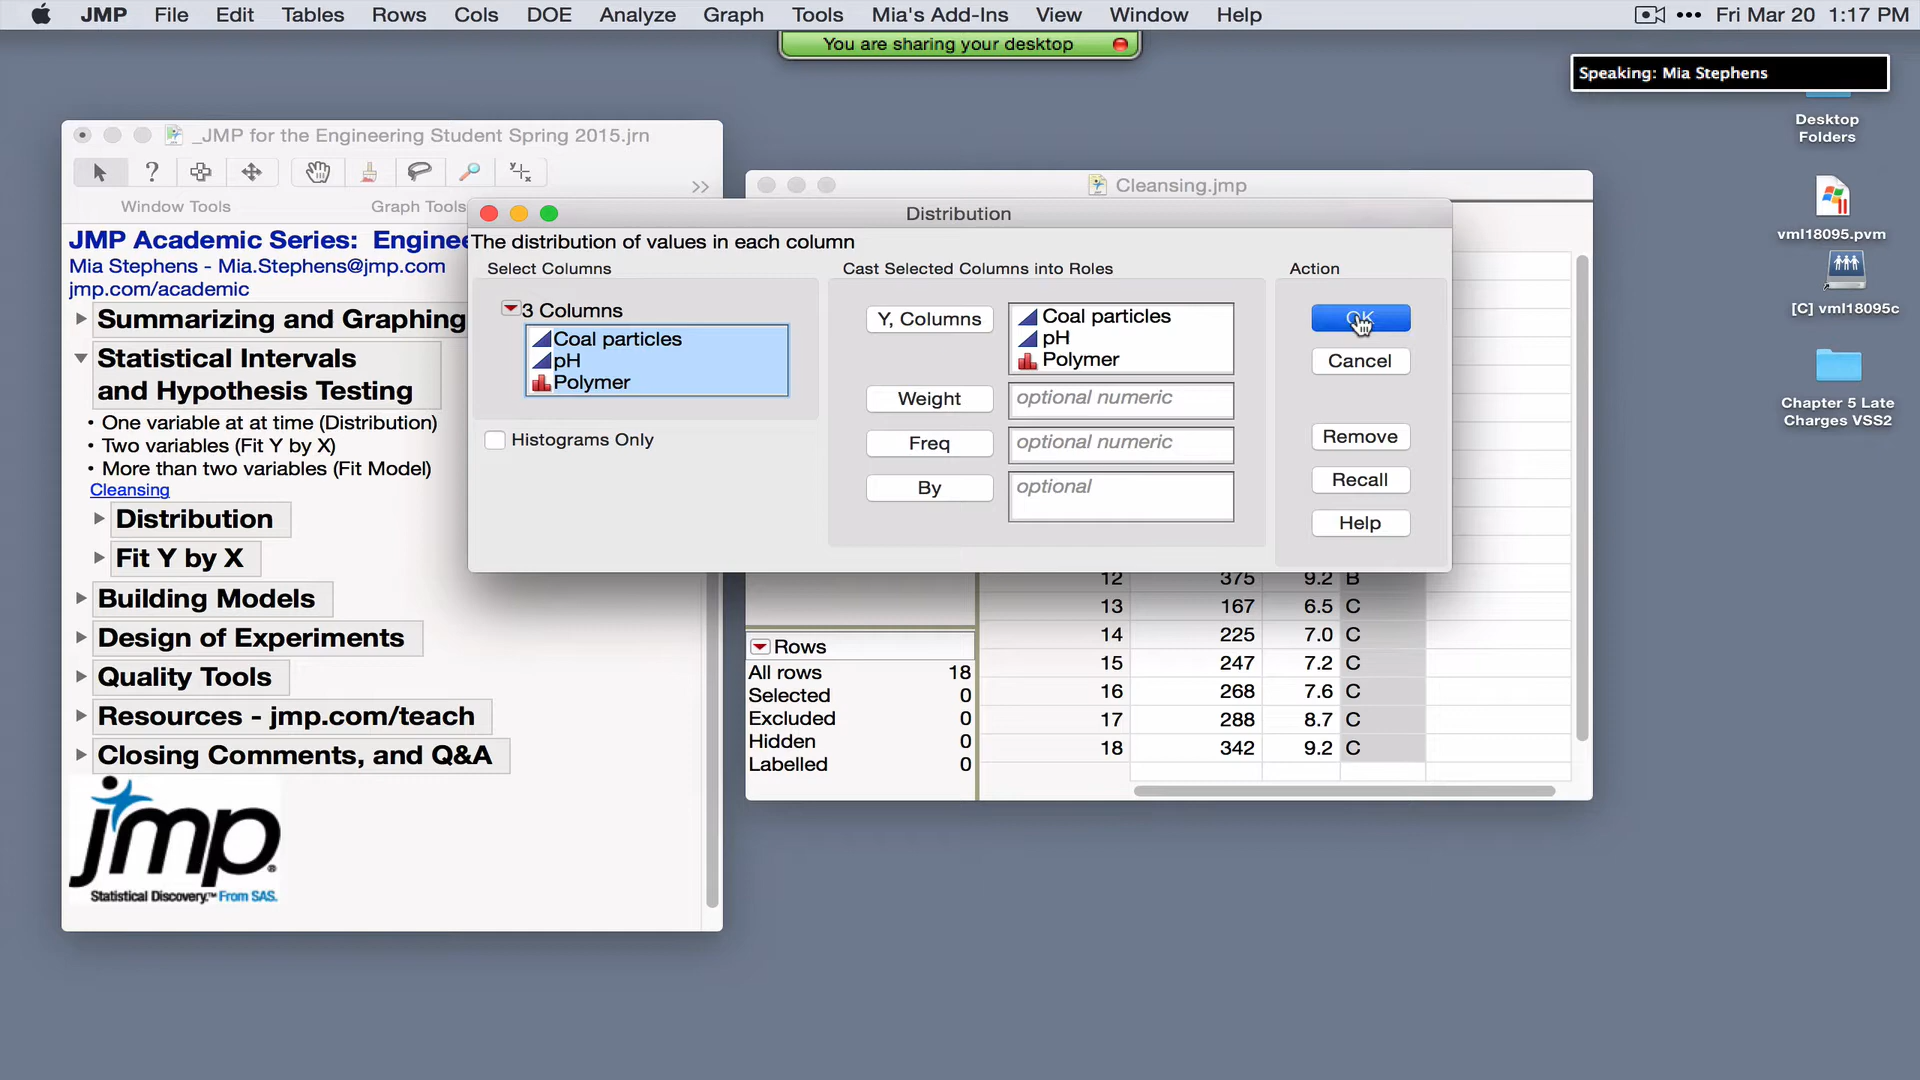 JMP File Edit Tables Rows Cols DOE Analyze Graph Tools Mia's Add-Ins View Window Help
Fri Mar 20 1:17 PM
You are sharing your desktop
Speaking: Mia Stephens
Desktop
Folders
vml18095.pvm
[C] vml18095c
Chapter 5 Late
Charges VSS2
_JMP for the Engineering Student Spring 2015.jrn
Window Tools
Graph Tools
JMP Academic Series: Enginee
Mia Stephens - Mia.Stephens@jmp.com
jmp.com/academic
Summarizing and Graphing
Statistical Intervals
and Hypothesis Testing
• One variable at at time (Distribution)
• Two variables (Fit Y by X)
• More than two variables (Fit Model)
Cleansing
Distribution
Fit Y by X
Building Models
Design of Experiments
Quality Tools
Resources - jmp.com/teach
Closing Comments, and Q&A
jmp
Statistical Discovery.™ From SAS.
Cleansing.jmp
Distribution
The distribution of values in each column
Select Columns
3 Columns
Coal particles
pH
Polymer
Histograms Only
Cast Selected Columns into Roles
Y, Columns
Coal particles
pH
Polymer
Weight
optional numeric
Freq
optional numeric
By
optional
Action
OK
Cancel
Remove
Recall
Help
12 375 9.2 B
13 167 6.5 C
14 225 7.0 C
15 247 7.2 C
16 268 7.6 C
17 288 8.7 C
18 342 9.2 C
Rows
All rows 18
Selected 0
Excluded 0
Hidden 0
Labelled 0